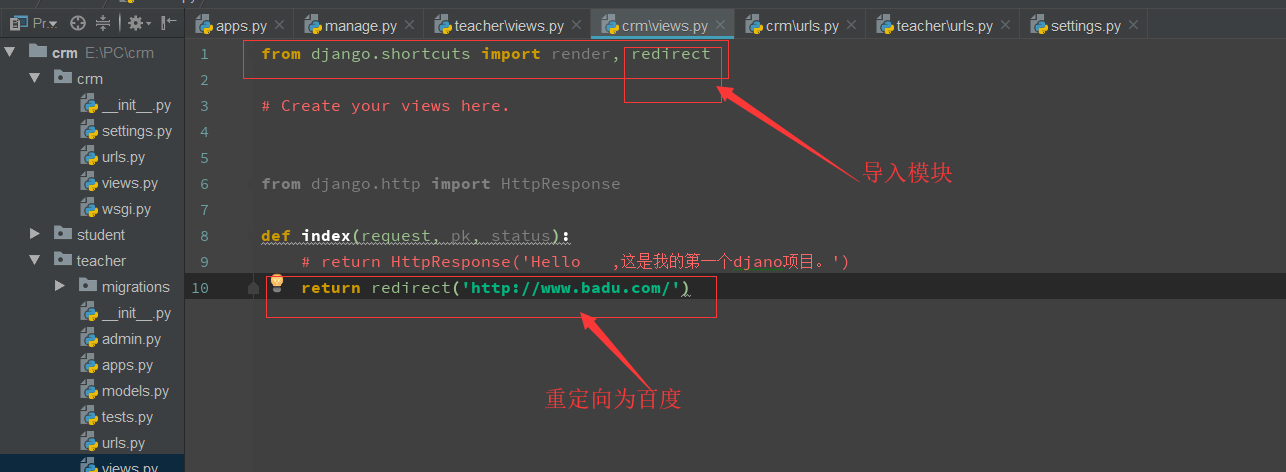 Pr.
apps.py
manage.py
teacher\views.py
crm\views.py
crm\urls.py
teacher\urls.py
settings.py
crm E:\PC\crm
crm
__init__.py
settings.py
urls.py
views.py
wsgi.py
student
teacher
migrations
__init__.py
admin.py
apps.py
models.py
tests.py
urls.py
views.py
1 from django.shortcuts import render, redirect
2
3 # Create your views here.
4
5
6 from django.http import HttpResponse
7
8 def index(request, pk, status):
9 # return HttpResponse('Hello ,这是我的第一个djano项目。')
10 return redirect('http://www.badu.com/')
导入模块
重定向为百度